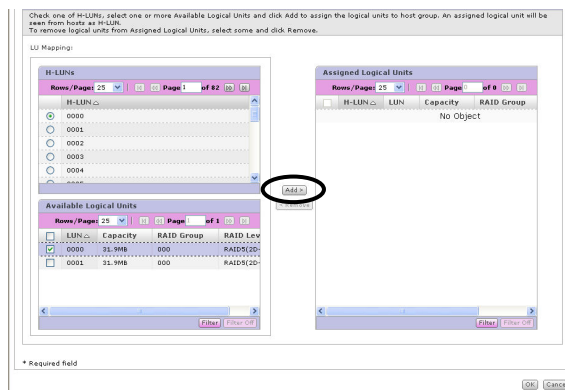 Check one of H-LUNs, select one or more Available Logical Units and click Add to assign the logical units to host group. An assigned logical unit will be
seen from hosts as H-LUN.
To remove logical units from Assigned Logical Units, select some and click Remove.
LU Mapping:
H-LUNs
Rows/Page: 25 Page 1 of 82
H-LUN
0000
0001
0002
0003
0004
0005
Available Logical Units
Rows/Page: 25 Page 1 of 1
LUN Capacity RAID Group RAID Lev
0000 31.9MB 000 RAID5(2D-
0001 31.9MB 000 RAID5(2D-
Filter Filter Off
Add >
< Remove
Assigned Logical Units
Rows/Page: 25 Page 0 of 0
H-LUN LUN Capacity RAID Group
No Object
Filter Filter Off
* Required field
OK Cance